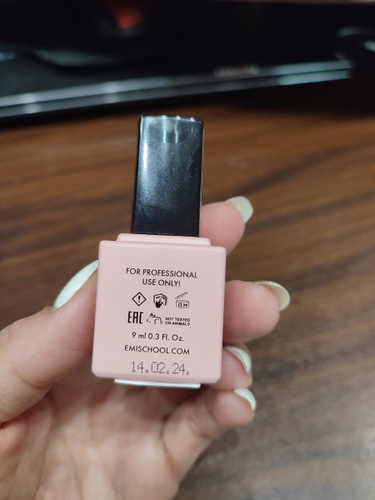 FOR PROFESSIONAL
USE ONLY!
EAC NOT TESTED
ON ANIMALS
9 ml 0.3 Fl. Oz.
EMISCHOOL.COM
14.02.24.